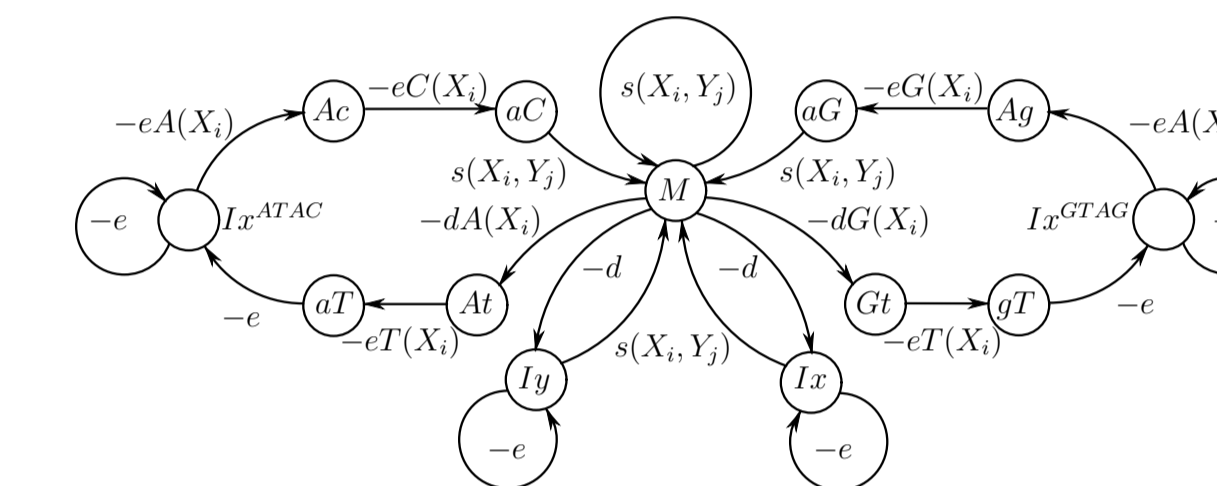 s(X_i, Y_j)
−eC(X_i)
−eG(X_i)
Ac
aC
aG
Ag
−eA(X_i)
−eA(X
s(X_i, Y_j)
s(X_i, Y_j)
M
−e
Ix^{ATAC}
−dA(X_i)
−dG(X_i)
Ix^{GTAG}
−d
−d
aT
At
Gt
gT
−e
−eT(X_i)
s(X_i, Y_j)
−eT(X_i)
−e
Iy
Ix
−e
−e